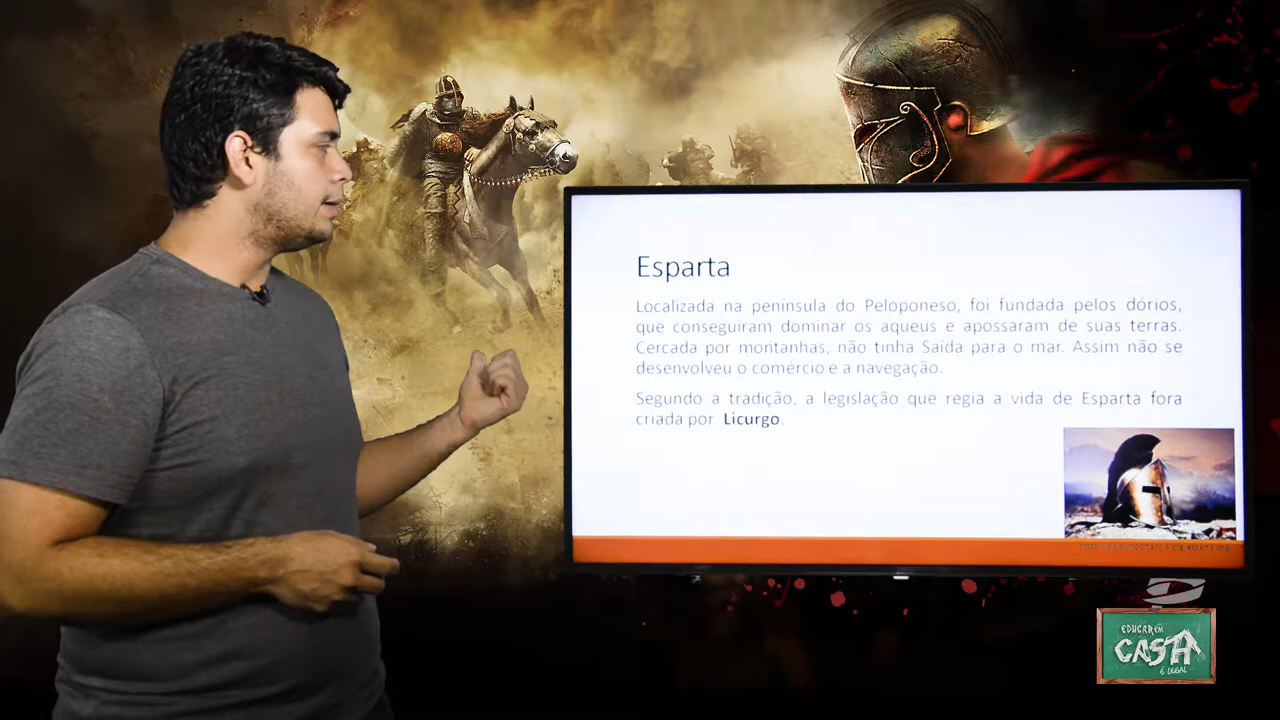 Esparta
Localizada na península do Peloponeso, foi fundada pelos dórios,
que conseguiram dominar os aqueus e apossaram de suas terras.
Cercada por montanhas, não tinha Saída para o mar. Assim não se
desenvolveu o comércio e a navegação.
Segundo a tradição, a legislação que regia a vida de Esparta fora
criada por Licurgo.
EDUCAR EM
CASA
É LEGAL